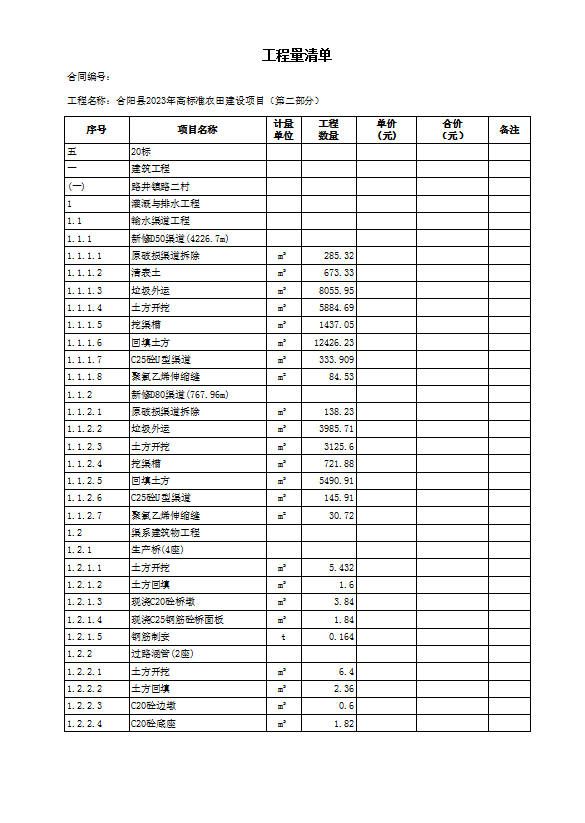 工程量清单
合同编号：
工程名称：合阳县2023年高标准农田建设项目（第二部分）
序号 项目名称 计量单位 工程数量 单价(元) 合价（元） 备注
五 20标
一 建筑工程
(一) 路井镇路二村
1 灌溉与排水工程
1.1 输水渠道工程
1.1.1 新修D50渠道(4226.7m)
1.1.1.1 原破损渠道拆除 m³ 285.32
1.1.1.2 清表土 m³ 673.33
1.1.1.3 垃圾外运 m³ 8055.95
1.1.1.4 土方开挖 m³ 5884.69
1.1.1.5 挖渠槽 m³ 1437.05
1.1.1.6 回填土方 m³ 12426.23
1.1.1.7 C25砼U型渠道 m³ 333.909
1.1.1.8 聚氯乙烯伸缩缝 m² 84.53
1.1.2 新修D80渠道(767.96m)
1.1.2.1 原破损渠道拆除 m³ 138.23
1.1.2.2 垃圾外运 m³ 3985.71
1.1.2.3 土方开挖 m³ 3125.6
1.1.2.4 挖渠槽 m³ 721.88
1.1.2.5 回填土方 m³ 5490.91
1.1.2.6 C25砼U型渠道 m³ 145.91
1.1.2.7 聚氯乙烯伸缩缝 m² 30.72
1.2 渠系建筑物工程
1.2.1 生产桥(4座)
1.2.1.1 土方开挖 m³ 5.432
1.2.1.2 土方回填 m³ 1.6
1.2.1.3 现浇C20砼桥墩 m³ 3.84
1.2.1.4 现浇C25钢筋砼桥面板 m³ 1.84
1.2.1.5 钢筋制安 t 0.164
1.2.2 过路涵管(2座)
1.2.2.1 土方开挖 m³ 6.4
1.2.2.2 土方回填 m³ 2.36
1.2.2.3 C20砼边墩 m³ 0.6
1.2.2.4 C20砼底座 m³ 1.82